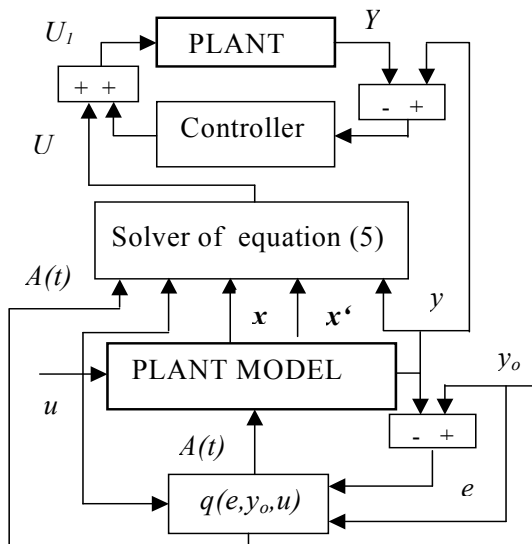 U₁
PLANT
Y
+ +
- +
Controller
U
Solver of equation (5)
A(t)
x
x‘
y
PLANT MODEL
yₒ
u
- +
A(t)
e
q(e,yₒ,u)